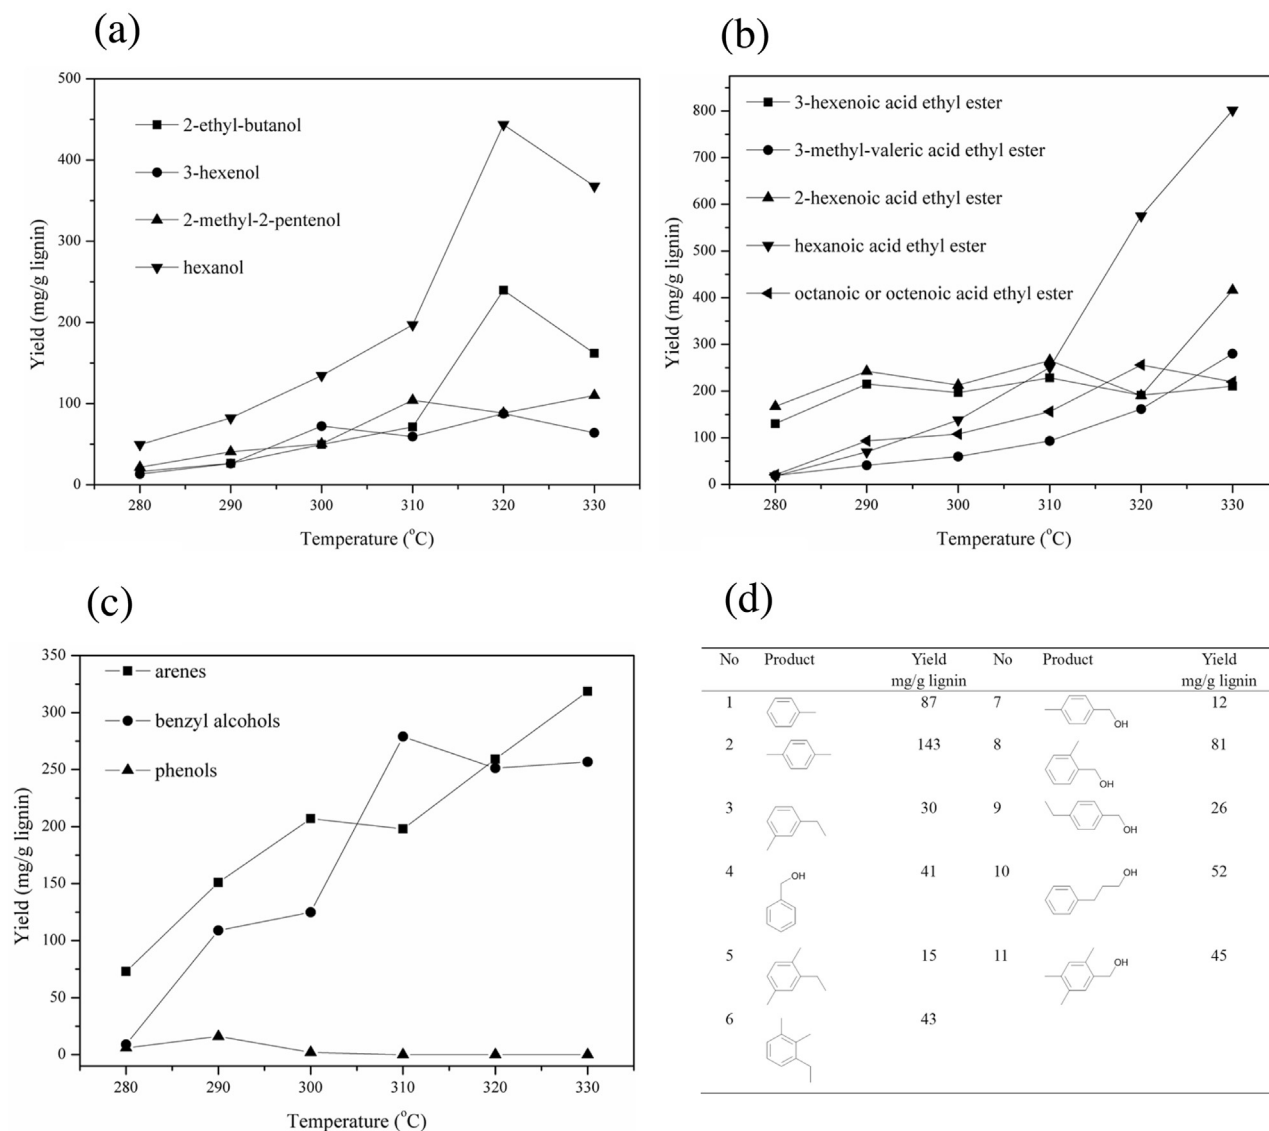 (a)
500
400
300
200
100
0
Yield (mg/g lignin)
2-ethyl-butanol
3-hexenol
2-methyl-2-pentenol
hexanol
280 290 300 310 320 330
Temperature (°C)
(b)
800
700
600
500
400
300
200
100
0
Yield (mg/g lignin)
3-hexenoic acid ethyl ester
3-methyl-valeric acid ethyl ester
2-hexenoic acid ethyl ester
hexanoic acid ethyl ester
octanoic or octenoic acid ethyl ester
280 290 300 310 320 330
Temperature (°C)
(c)
350
300
250
200
150
100
50
0
Yield (mg/g lignin)
arenes
benzyl alcohols
phenols
280 290 300 310 320 330
Temperature (°C)
(d)
No Product Yield No Product Yield
mg/g lignin mg/g lignin
1 87 7 OH 12
2 143 8 OH 81
3 30 9 OH 26
4 OH 41 10 OH 52
5 15 11 OH 45
6 43